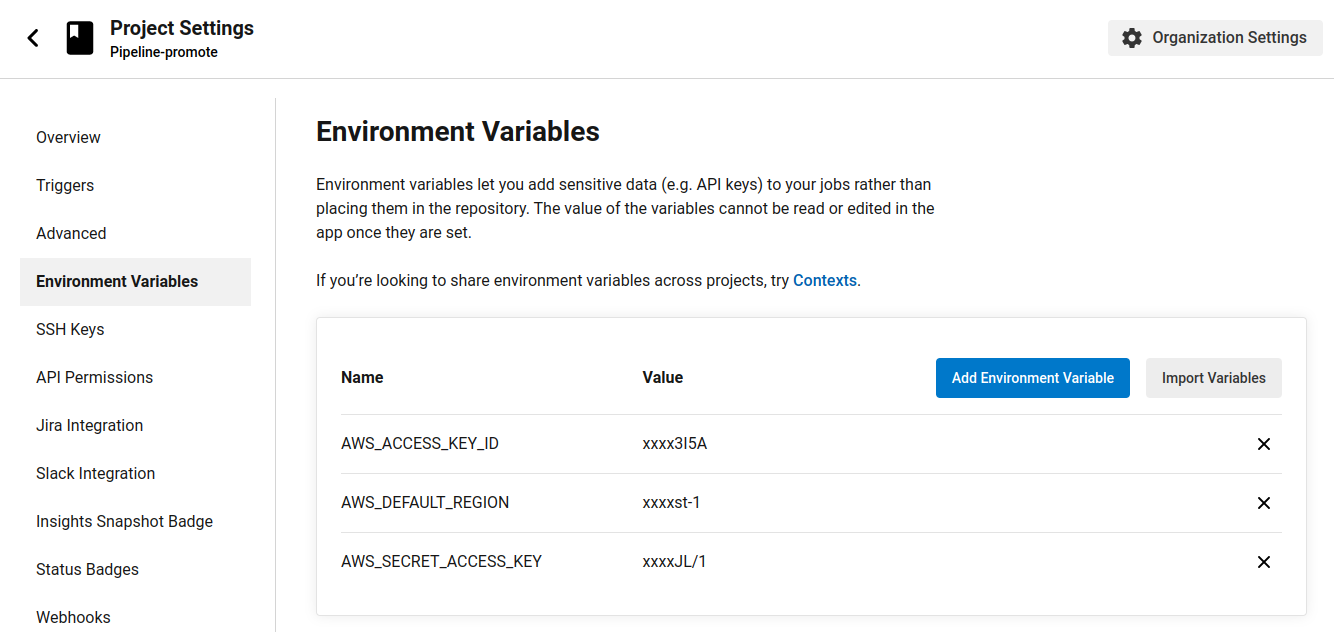 Project Settings
Pipeline-promote
Organization Settings
Overview
Triggers
Advanced
Environment Variables
SSH Keys
API Permissions
Jira Integration
Slack Integration
Insights Snapshot Badge
Status Badges
Webhooks
Environment Variables
Environment variables let you add sensitive data (e.g. API keys) to your jobs rather than
placing them in the repository. The value of the variables cannot be read or edited in the
app once they are set.
If you’re looking to share environment variables across projects, try Contexts.
Name Value Add Environment Variable Import Variables
AWS_ACCESS_KEY_ID xxxx3I5A
AWS_DEFAULT_REGION xxxxst-1
AWS_SECRET_ACCESS_KEY xxxxJL/1